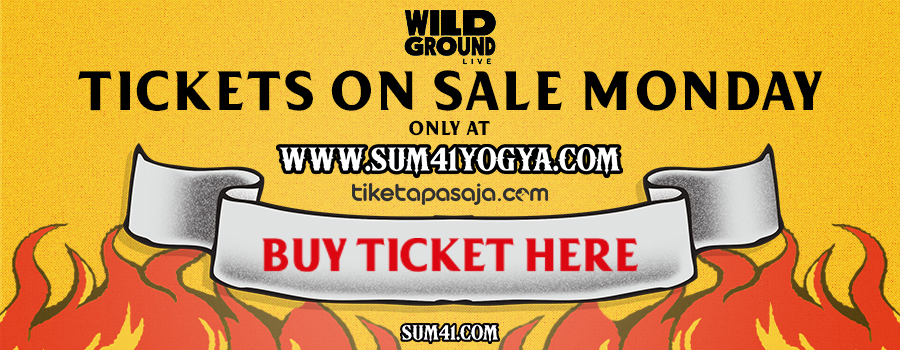 WILD
GROUND
LIVE
TICKETS ON SALE MONDAY
ONLY AT
WWW.SUM41YOGYA.COM
tiketapasaja.com
BUY TICKET HERE
SUM41.COM